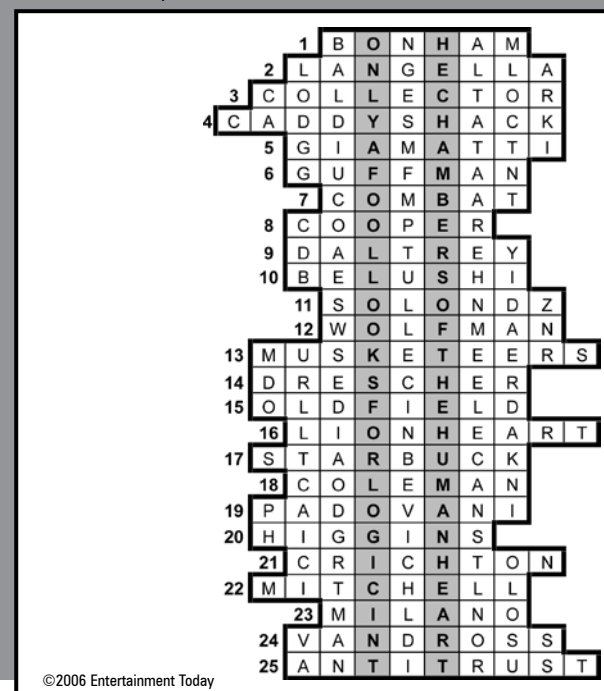 1 BONHAM
2 LANGELLA
3 COLLECTOR
4 CADDYSHACK
5 GIAMATTI
6 GUFFMAN
7 COMBAT
8 COOPER
9 DALTREY
10 BELUSHI
11 SOLONDZ
12 WOLFMAN
13 MUSKETEERS
14 DRESCHER
15 OLDFIELD
16 LIONHEART
17 STARBUCK
18 COLEMAN
19 PADOVANI
20 HIGGINS
21 CRICHTON
22 MITCHELL
23 MILANO
24 VANDROSS
25 ANTITRUST
©2006 Entertainment Today